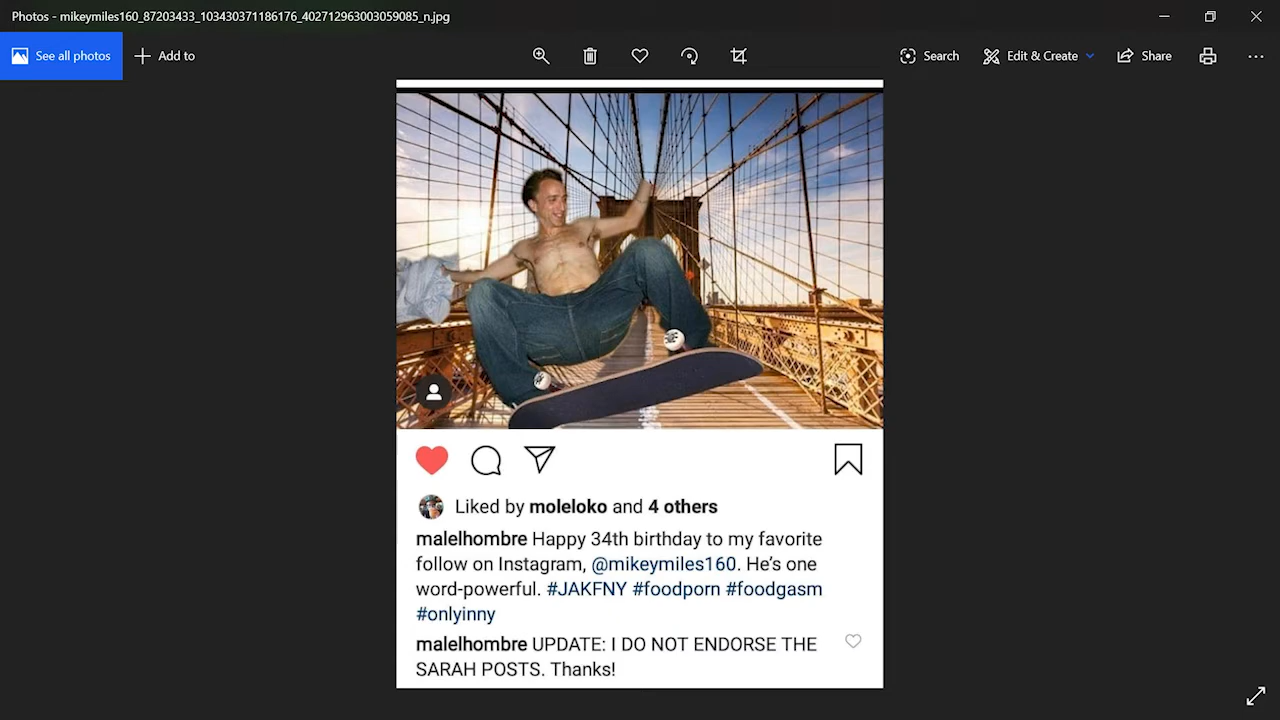 Photos - mikeymiles160_87203433_103430371186176_402712963003059085_n.jpg
See all photos
Add to
Search
Edit & Create
Share
Liked by moleloko and 4 others
malelhombre Happy 34th birthday to my favorite
follow on Instagram, @mikeymiles160. He's one
word-powerful. #JAKFNY #foodporn #foodgasm
#onlyinny
malelhombre UPDATE: I DO NOT ENDORSE THE
SARAH POSTS. Thanks!